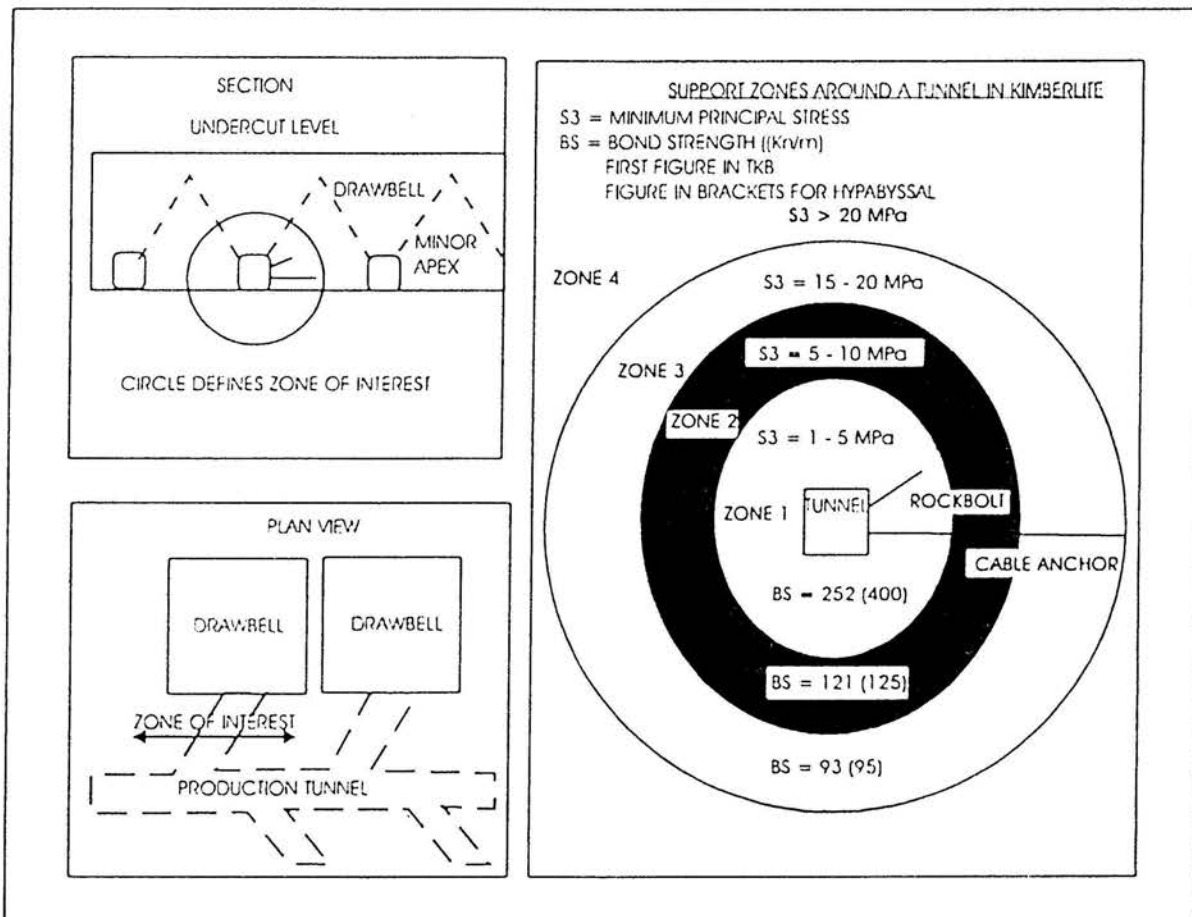 SECTION
UNDERCUT LEVEL
DRAWBELL
MINOR
APEX
CIRCLE DEFINES ZONE OF INTEREST
PLAN VIEW
DRAWBELL
DRAWBELL
ZONE OF INTEREST
PRODUCTION TUNNEL
SUPPORT ZONES AROUND A TUNNEL IN KIMBERLITE
S3 = MINIMUM PRINCIPAL STRESS
BS = BOND STRENGTH ((Kn/m)
FIRST FIGURE IN TKB
FIGURE IN BRACKETS FOR HYPABYSSAL
S3 > 20 MPa
ZONE 4
S3 = 15 - 20 MPa
S3 = 5 - 10 MPa
ZONE 3
ZONE 2
S3 = 1 - 5 MPa
ZONE 1
TUNNEL
ROCKBOLT
CABLE ANCHOR
BS = 252 (400)
BS = 121 (125)
BS = 93 (95)